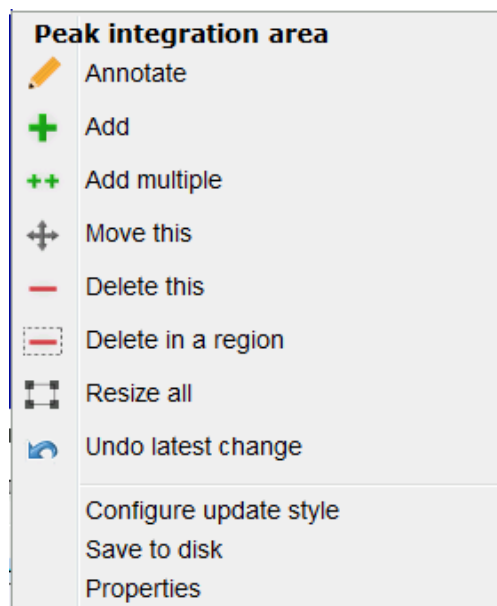 Peak integration area
Annotate
Add
Add multiple
Move this
Delete this
Delete in a region
Resize all
Undo latest change
Configure update style
Save to disk
Properties